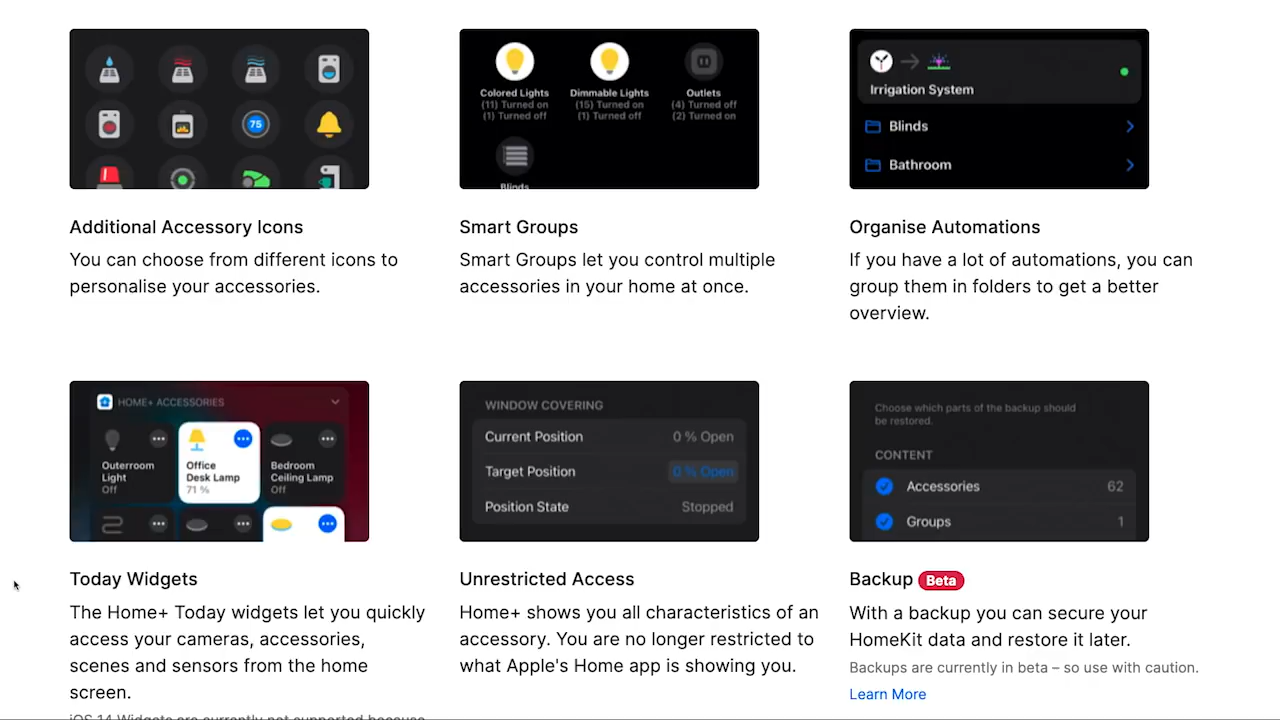 75
Colored Lights
(11) Turned on
(1) Turned off
Dimmable Lights
(15) Turned on
(1) Turned off
Outlets
(4) Turned off
(2) Turned on
Blinds
Irrigation System
Blinds
Bathroom
Additional Accessory Icons
You can choose from different icons to
personalise your accessories.
Smart Groups
Smart Groups let you control multiple
accessories in your home at once.
Organise Automations
If you have a lot of automations, you can
group them in folders to get a better
overview.
HOME+ ACCESSORIES
Outerroom
Light
Off
Office
Desk Lamp
71 %
Bedroom
Ceiling Lamp
Off
WINDOW COVERING
Current Position 0 % Open
Target Position 0 % Open
Position State Stopped
Choose which parts of the backup should
be restored.
CONTENT
Accessories 62
Groups 1
Today Widgets
The Home+ Today widgets let you quickly
access your cameras, accessories,
scenes and sensors from the home
screen.
iOS 14 Widgets are currently not supported because
Unrestricted Access
Home+ shows you all characteristics of an
accessory. You are no longer restricted to
what Apple's Home app is showing you.
Backup Beta
With a backup you can secure your
HomeKit data and restore it later.
Backups are currently in beta – so use with caution.
Learn More